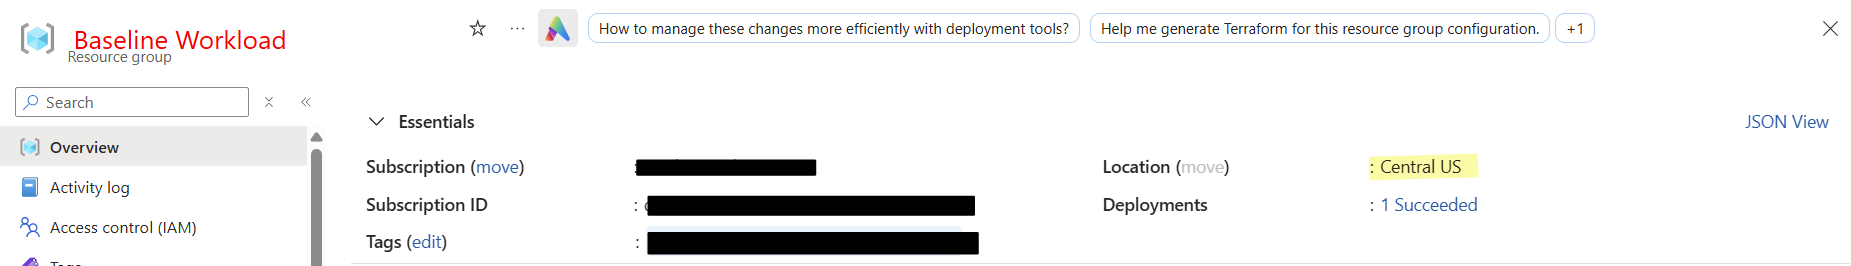 Baseline Workload
Resource group
How to manage these changes more efficiently with deployment tools?
Help me generate Terraform for this resource group configuration.
+1
Search
Overview
Activity log
Access control (IAM)
Essentials
JSON View
Subscription (move) :
Location (move) : Central US
Subscription ID :
Deployments : 1 Succeeded
Tags (edit) :